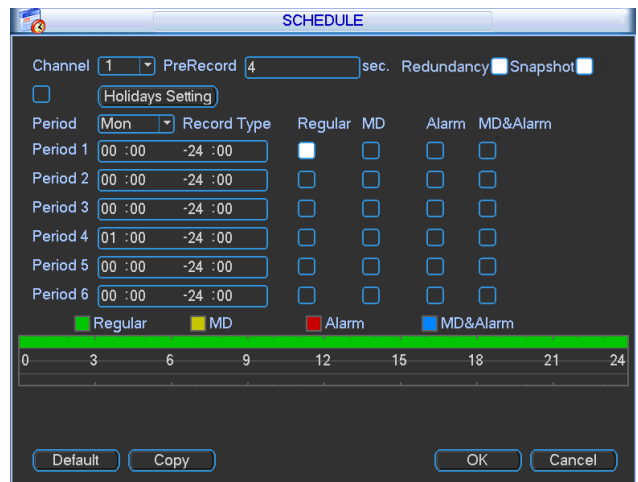 SCHEDULE
Channel 1 PreRecord 4 sec. Redundancy Snapshot
Holidays Setting
Period Mon Record Type Regular MD Alarm MD&Alarm
Period 1 00 :00 -24 :00
Period 2 00 :00 -24 :00
Period 3 00 :00 -24 :00
Period 4 01 :00 -24 :00
Period 5 00 :00 -24 :00
Period 6 00 :00 -24 :00
Regular MD Alarm MD&Alarm
0 3 6 9 12 15 18 21 24
Default Copy OK Cancel